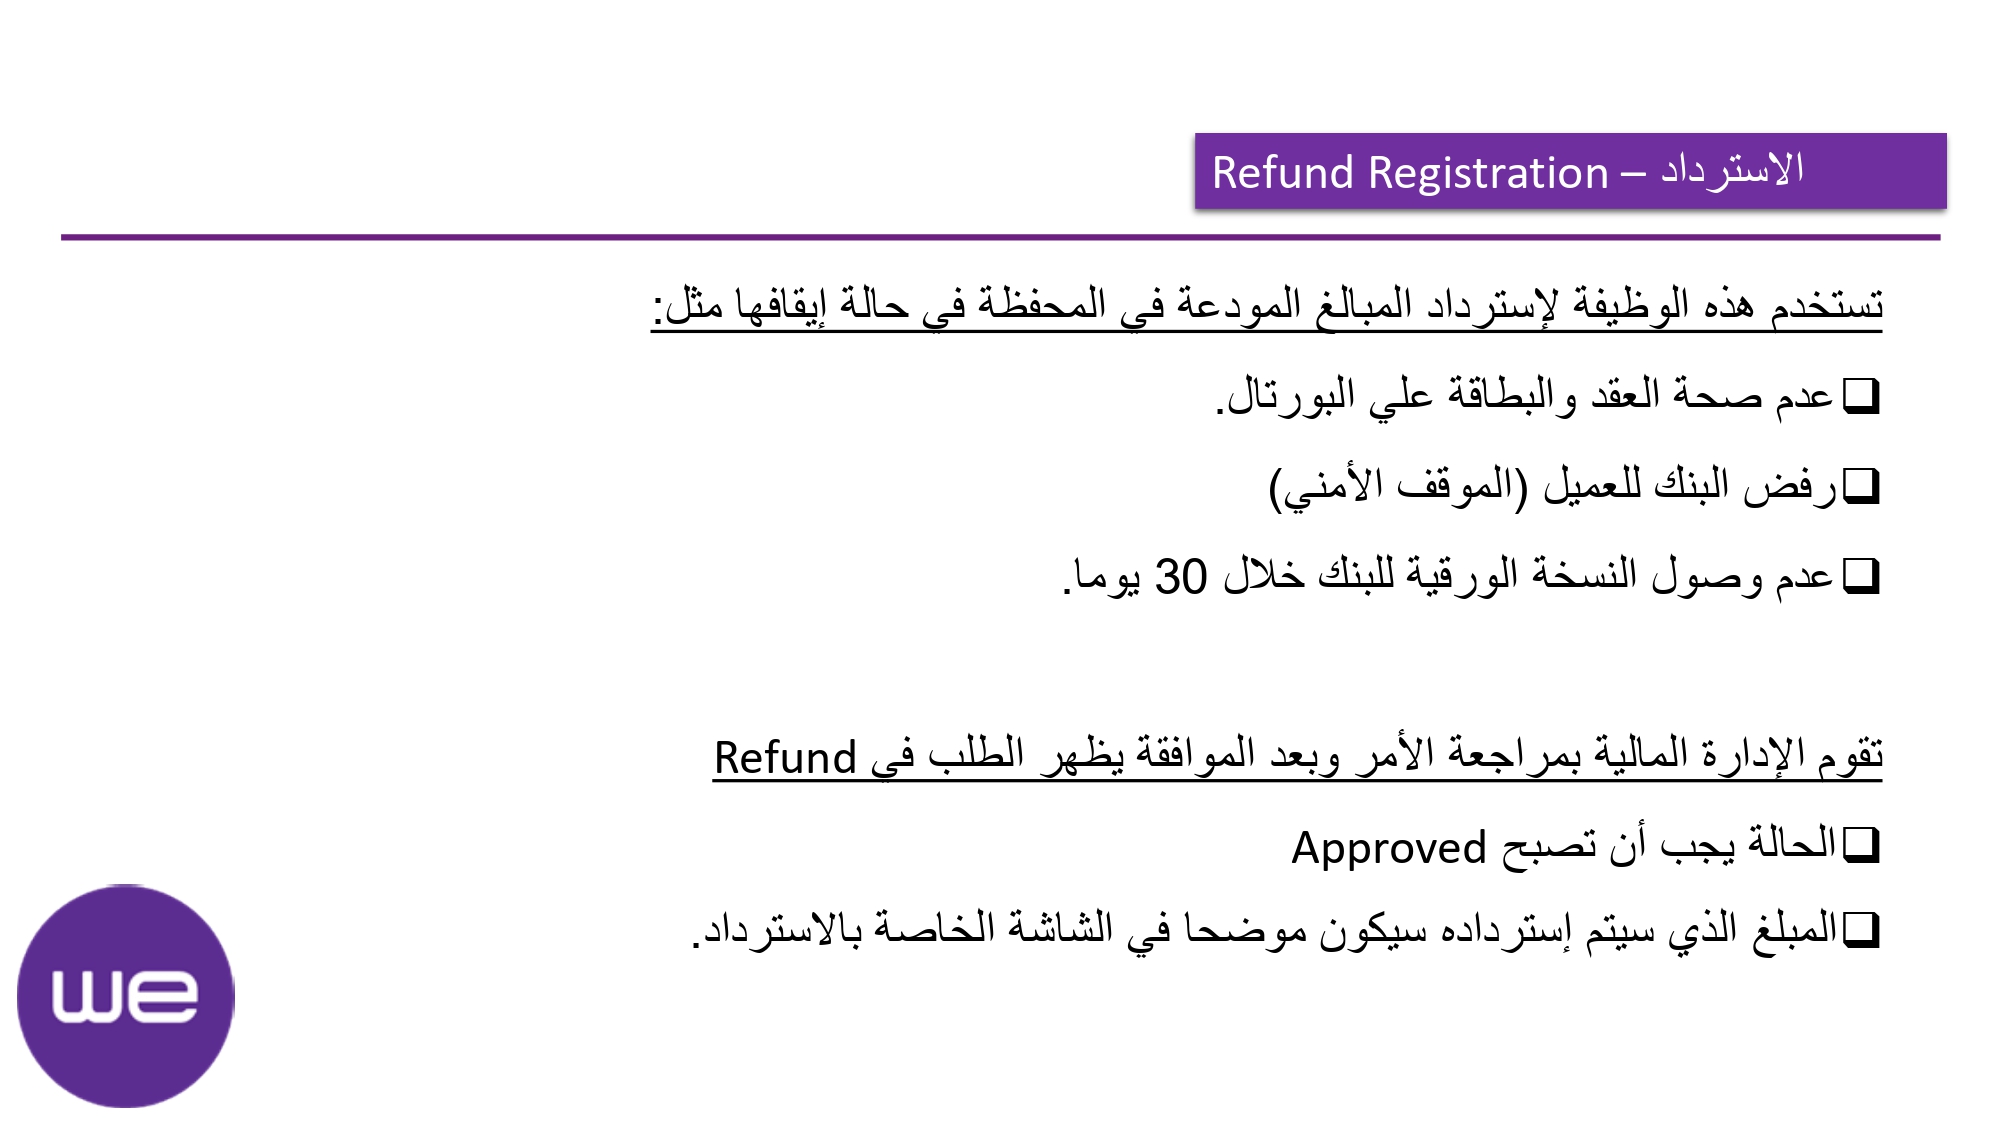 الاسترداد – Refund Registration
تستخدم هذه الوظيفة لإسترداد المبالغ المودعة في المحفظة في حالة إيقافها مثل:
❑عدم صحة العقد والبطاقة علي البورتال.
❑رفض البنك للعميل (الموقف الأمني)
❑عدم وصول النسخة الورقية للبنك خلال 30 يوما.
تقوم الإدارة المالية بمراجعة الأمر وبعد الموافقة يظهر الطلب في Refund
❑الحالة يجب أن تصبح Approved
❑المبلغ الذي سيتم إسترداده سيكون موضحا في الشاشة الخاصة بالاسترداد.
we